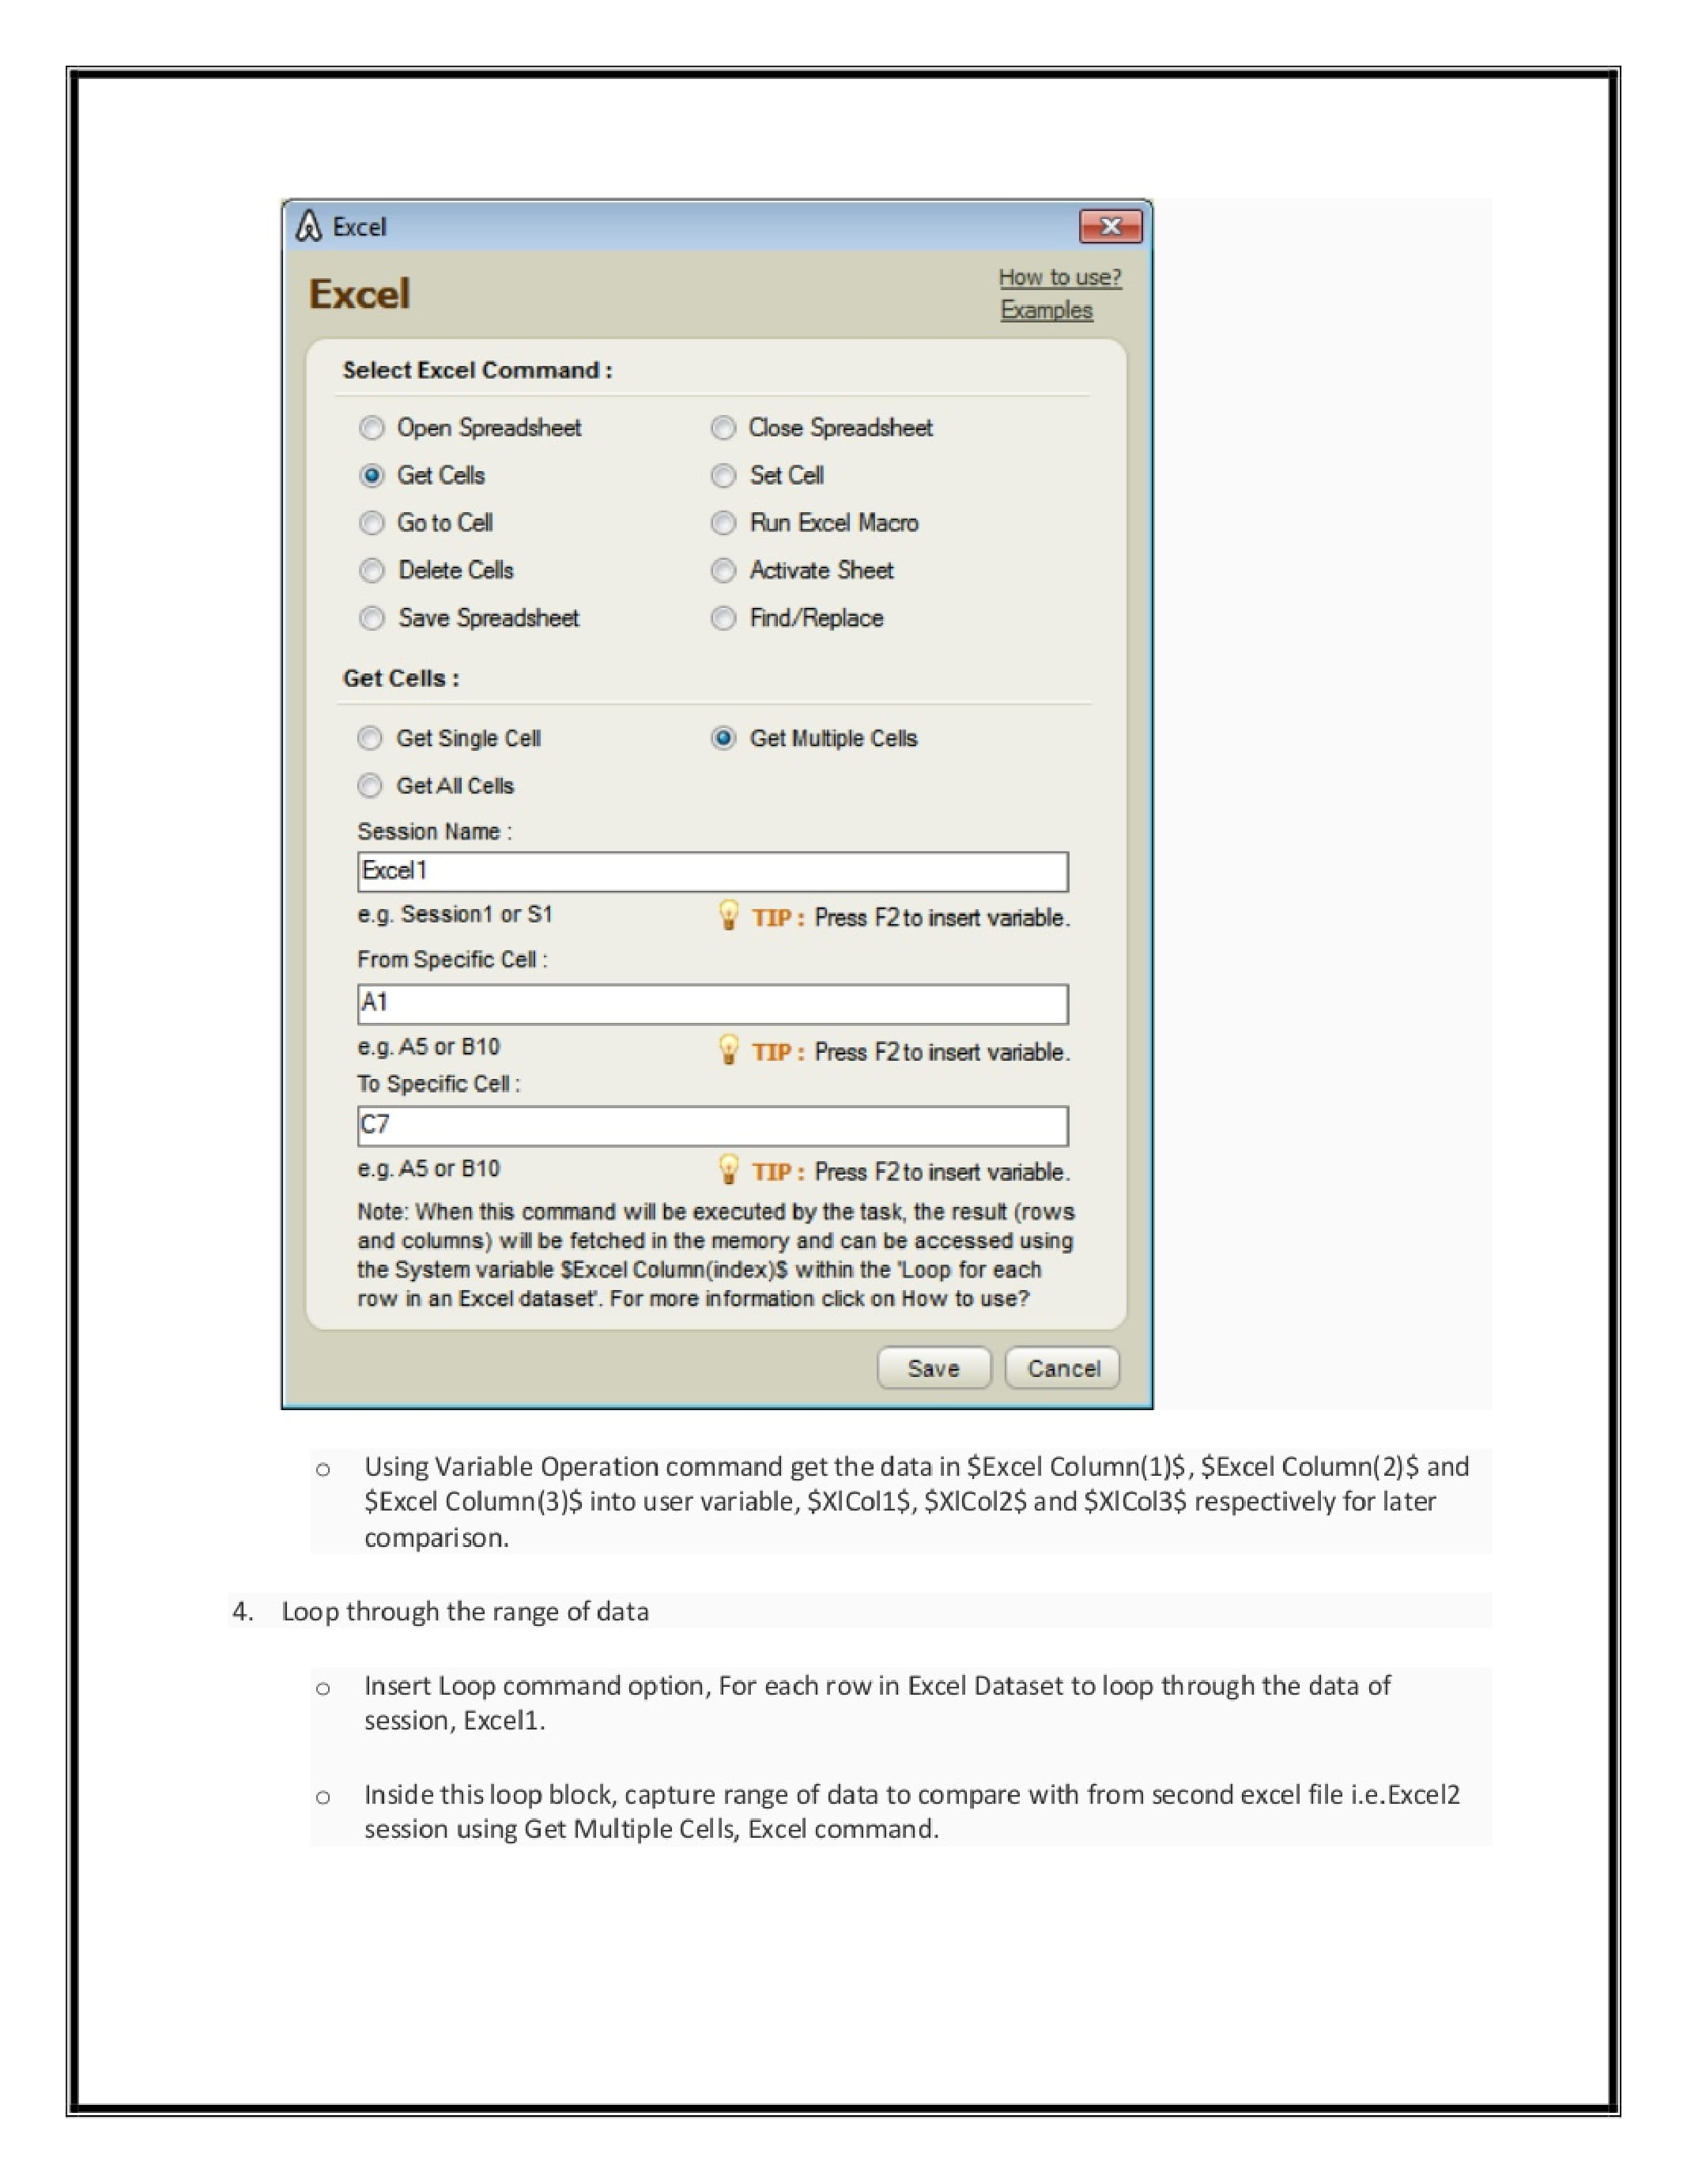 Excel
Excel
How to use?
Examples
Select Excel Command :
Open Spreadsheet
Close Spreadsheet
Get Cells
Set Cell
Go to Cell
Run Excel Macro
Delete Cells
Activate Sheet
Save Spreadsheet
Find/Replace
Get Cells :
Get Single Cell
Get Multiple Cells
Get All Cells
Session Name :
Excel1
e.g. Session1 or S1
TIP : Press F2 to insert variable.
From Specific Cell :
A1
e.g. A5 or B10
TIP : Press F2 to insert variable.
To Specific Cell :
C7
e.g. A5 or B10
TIP : Press F2 to insert variable.
Note: When this command will be executed by the task, the result (rows
and columns) will be fetched in the memory and can be accessed using
the System variable $Excel Column(index)$ within the 'Loop for each
row in an Excel dataset'. For more information click on How to use?
Save
Cancel
o Using Variable Operation command get the data in $Excel Column(1)$, $Excel Column(2)$ and
$Excel Column(3)$ into user variable, $XlCol1$, $XlCol2$ and $XlCol3$ respectively for later
comparison.
4. Loop through the range of data
o Insert Loop command option, For each row in Excel Dataset to loop through the data of
session, Excel1.
o Inside this loop block, capture range of data to compare with from second excel file i.e.Excel2
session using Get Multiple Cells, Excel command.